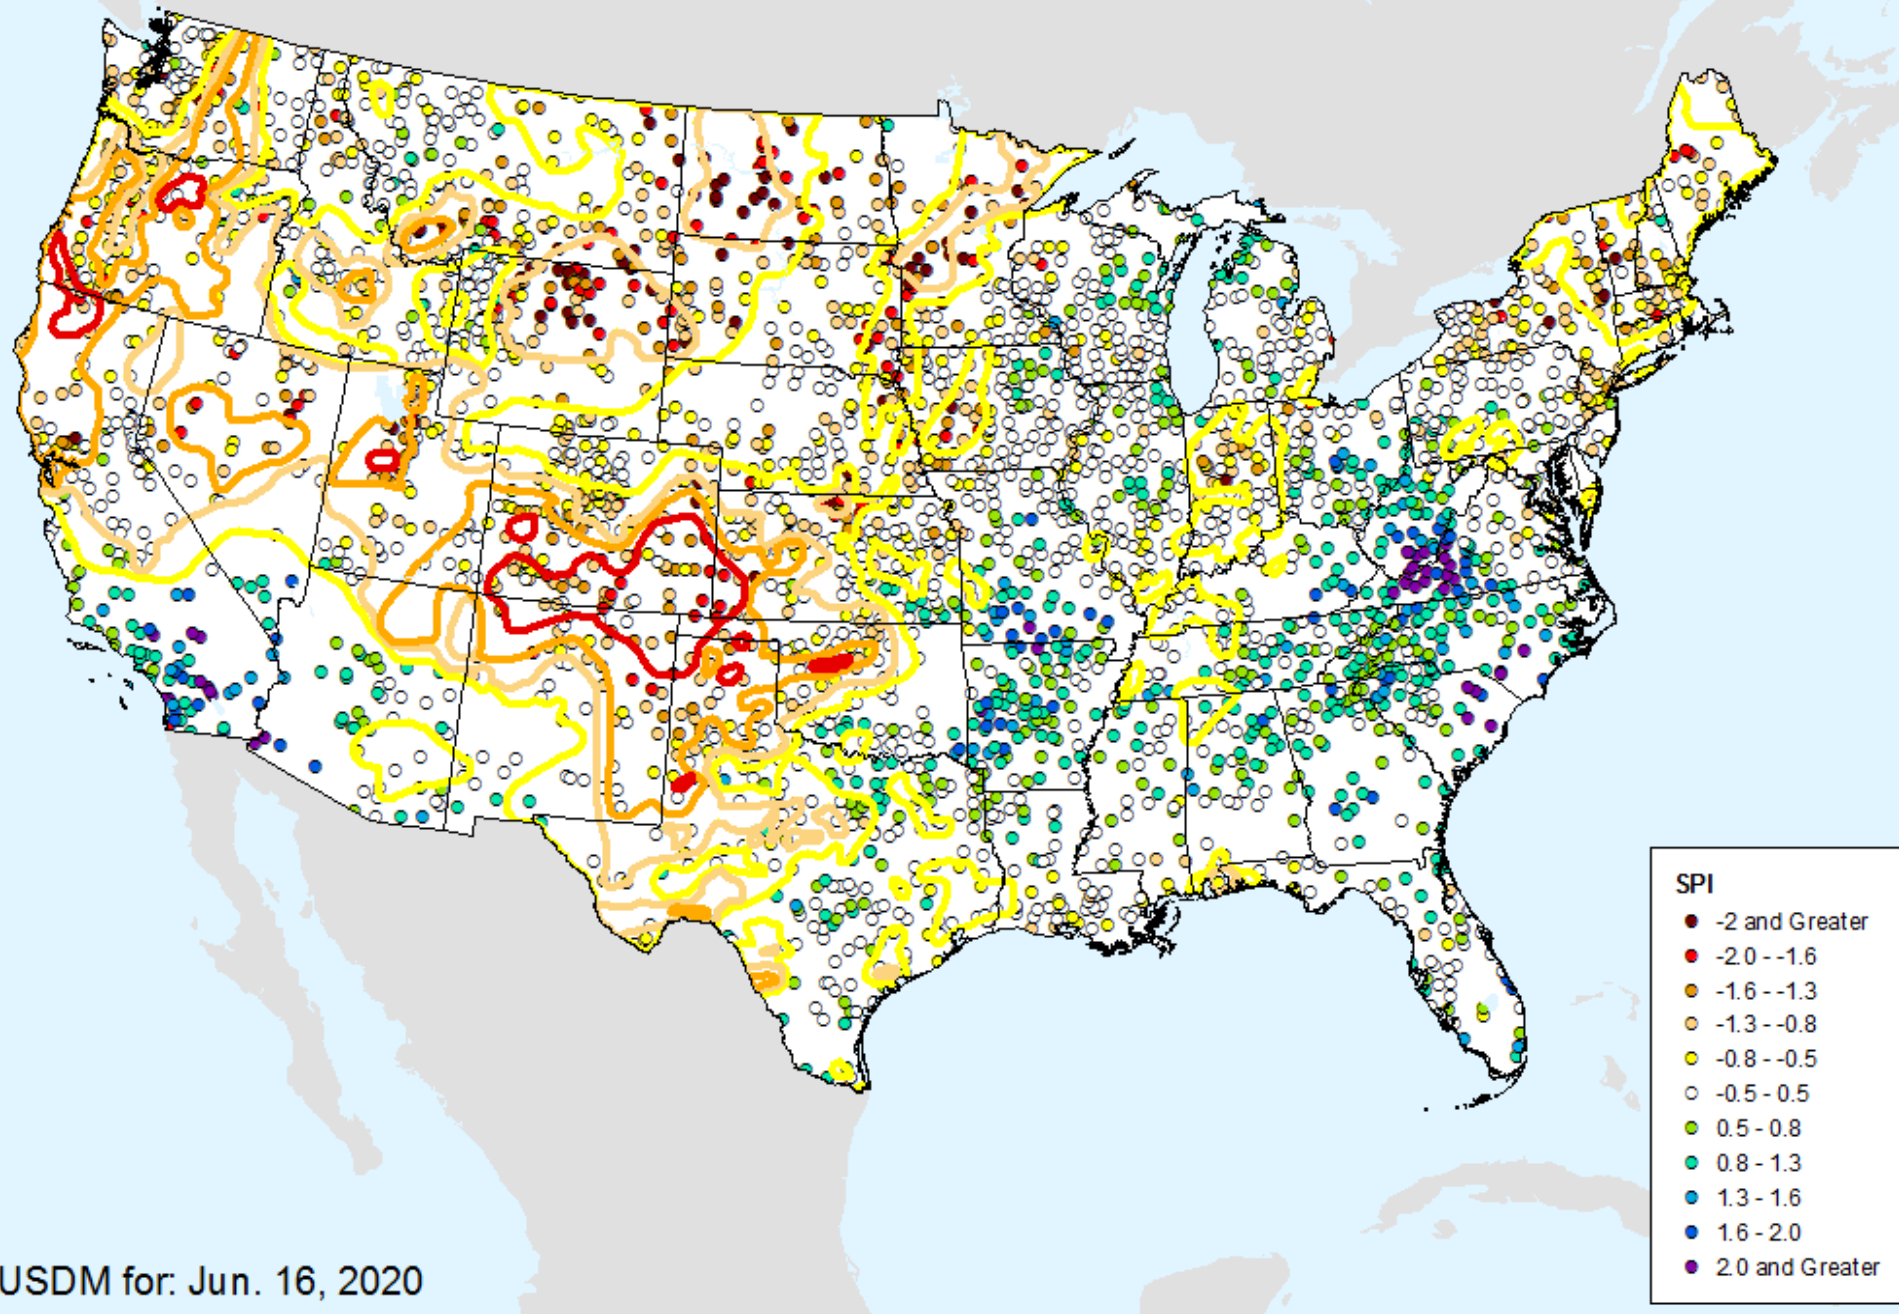 SPI
-2 and Greater
-2.0 - -1.6
-1.6 - -1.3
-1.3 - -0.8
-0.8 - -0.5
-0.5 - 0.5
0.5 - 0.8
0.8 - 1.3
1.3 - 1.6
1.6 - 2.0
2.0 and Greater
USDM for: Jun. 16, 2020